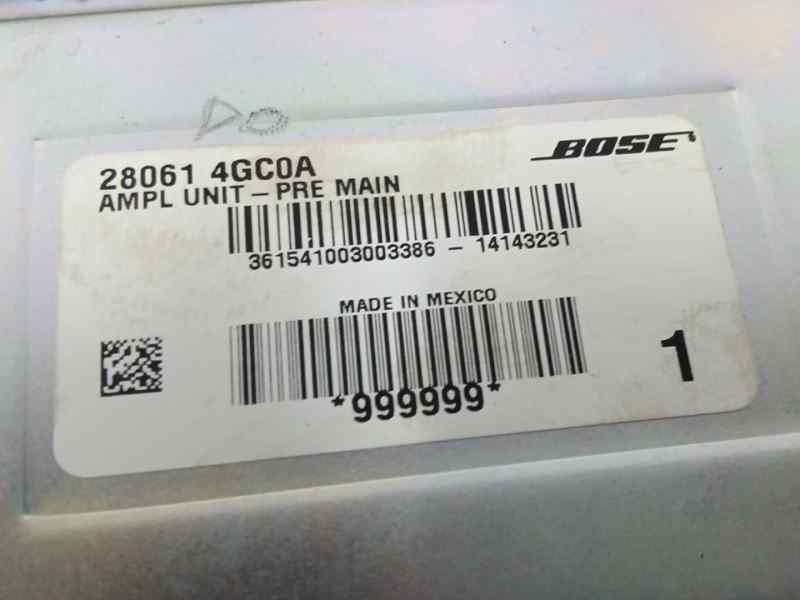 DO
BOSE®
28061 4GC0A
AMPL UNIT - PRE MAIN
361541003003386 - 14143231
MADE IN MEXICO
*999999*
1